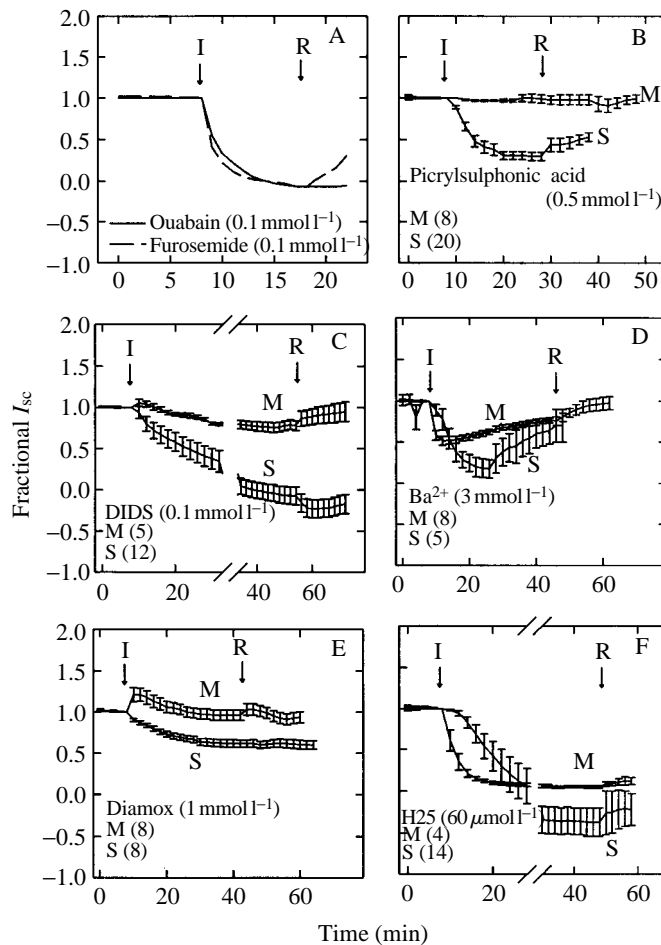 2.0
1.5
1.0
0.5
0.0
−0.5
−1.0
I
R
A
Ouabain (0.1 mmol l−1)
Furosemide (0.1 mmol l−1)
0
10
20
I
R
B
M
S
Picrylsulphonic acid
(0.5 mmol l−1)
M (8)
S (20)
0
10
20
30
40
50
Fractional Isc
2.0
1.5
1.0
0.5
0.0
−0.5
−1.0
I
R
C
M
S
DIDS (0.1 mmol l−1)
M (5)
S (12)
0
20
40
60
I
R
D
M
S
Ba2+ (3 mmol l−1)
M (8)
S (5)
0
20
40
60
2.0
1.5
1.0
0.5
0.0
−0.5
−1.0
I
R
E
M
S
Diamox (1 mmol l−1)
M (8)
S (8)
0
20
40
60
I
R
F
M
S
H25 (60 μmol l−1)
M (4)
S (14)
0
20
40
60
Time (min)